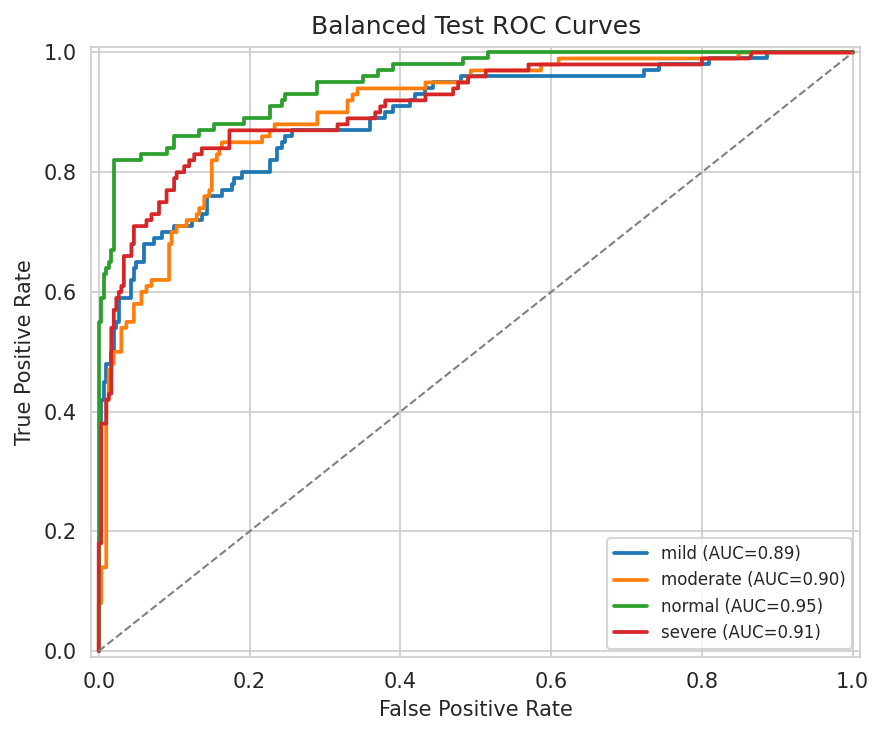 Balanced Test ROC Curves
True Positive Rate
1.0
0.8
0.6
0.4
0.2
0.0
0.0 0.2 0.4 0.6 0.8 1.0
False Positive Rate
mild (AUC=0.89)
moderate (AUC=0.90)
normal (AUC=0.95)
severe (AUC=0.91)